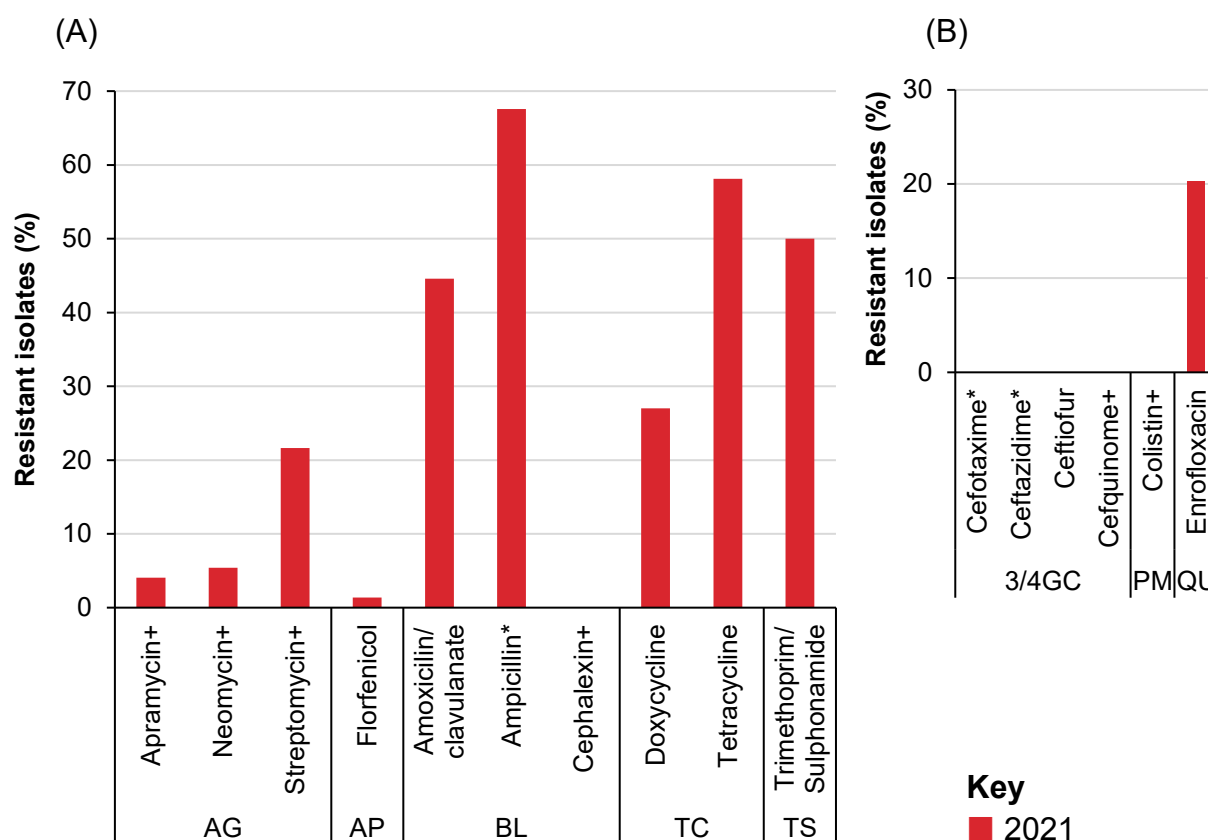 (A)
Resistant isolates (%)
70
60
50
40
30
20
10
0
Apramycin+
Neomycin+
Streptomycin+
Florfenicol
Amoxicilin/
clavulanate
Ampicillin*
Cephalexin+
Doxycycline
Tetracycline
Trimethoprim/
Sulphonamide
AG
AP
BL
TC
TS
(B)
Resistant isolates (%)
30
20
10
0
Cefotaxime*
Ceftazidime*
Ceftiofur
Cefquinome+
Colistin+
Enrofloxacin
3/4GC
PM
QU
Key
2021